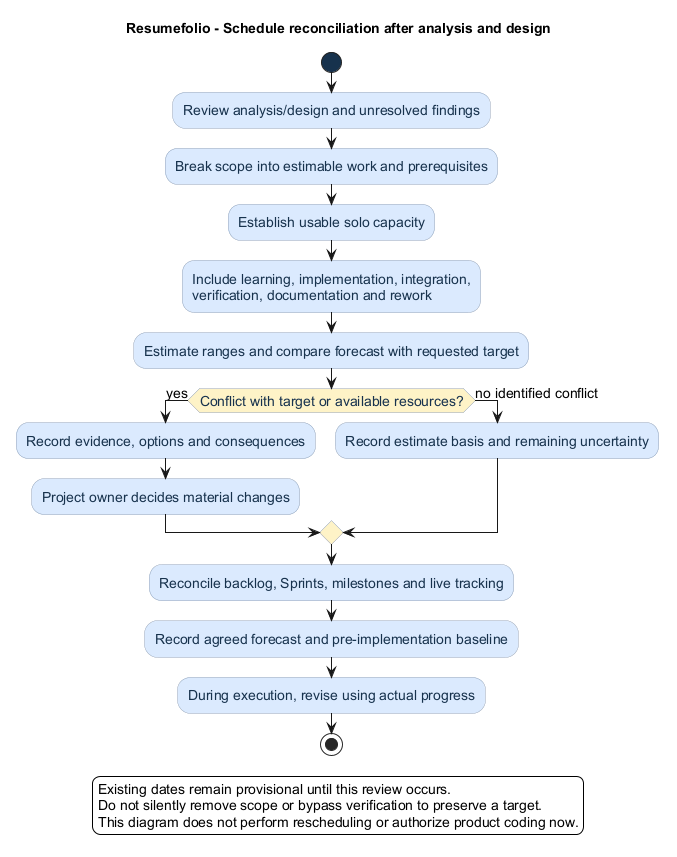 Resumefolio - Schedule reconciliation after analysis and design
Review analysis/design and unresolved findings
Break scope into estimable work and prerequisites
Establish usable solo capacity
Include learning, implementation, integration,
verification, documentation and rework
Estimate ranges and compare forecast with requested target
yes
Conflict with target or available resources?
no identified conflict
Record evidence, options and consequences
Record estimate basis and remaining uncertainty
Project owner decides material changes
Reconcile backlog, Sprints, milestones and live tracking
Record agreed forecast and pre-implementation baseline
During execution, revise using actual progress
Existing dates remain provisional until this review occurs.
Do not silently remove scope or bypass verification to preserve a target.
This diagram does not perform rescheduling or authorize product coding now.